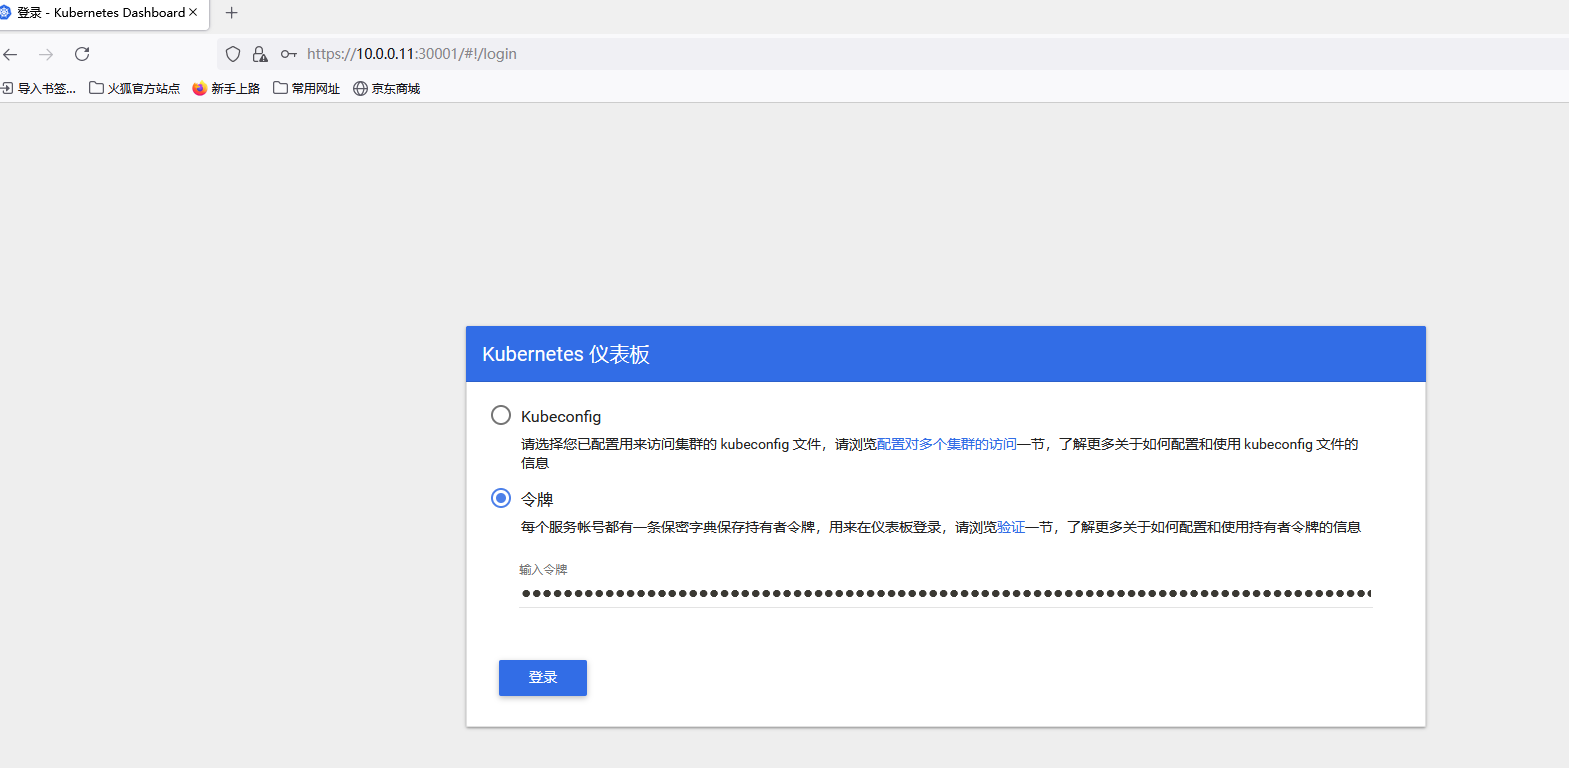 登录 - Kubernetes Dashboard
https://10.0.0.11:30001/#!/login
导入书签... 火狐官方站点 新手上路 常用网址 京东商城
Kubernetes 仪表板
Kubeconfig
请选择您已配置用来访问集群的 kubeconfig 文件，请浏览配置对多个集群的访问一节，了解更多关于如何配置和使用 kubeconfig 文件的
信息
令牌
每个服务帐号都有一条保密字典保存持有者令牌，用来在仪表板登录，请浏览验证一节，了解更多关于如何配置和使用持有者令牌的信息
输入令牌
登录